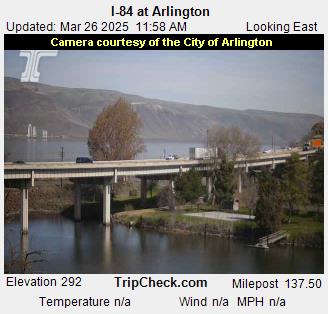 I-84 at Arlington
Updated: Mar 26 2025 11:58 AM Looking East
Camera courtesy of the City of Arlington
Elevation 292 TripCheck.com Milepost 137.50
Temperature n/a Wind n/a MPH n/a